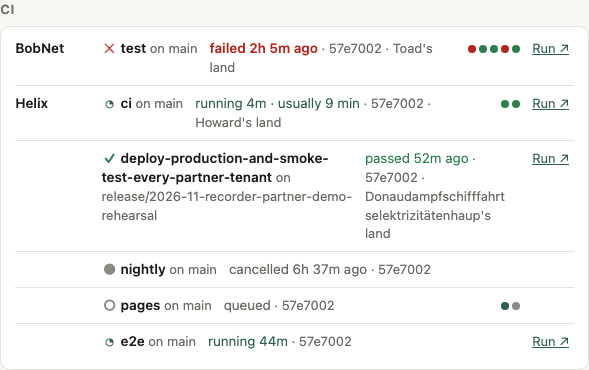 CI
BobNet test on main failed 2h 5m ago · 57e7002 · Toad's Run ↗
land
Helix ci on main running 4m · usually 9 min · 57e7002 · Run ↗
Howard's land
deploy-production-and-smoke- passed 52m ago · Run ↗
test-every-partner-tenant on 57e7002 ·
release/2026-11-recorder-partner-demo- Donaudampfschifffahrt
rehearsal selektrizitätenhaup's
land
nightly on main cancelled 6h 37m ago · 57e7002
pages on main queued · 57e7002
e2e on main running 44m · 57e7002 Run ↗